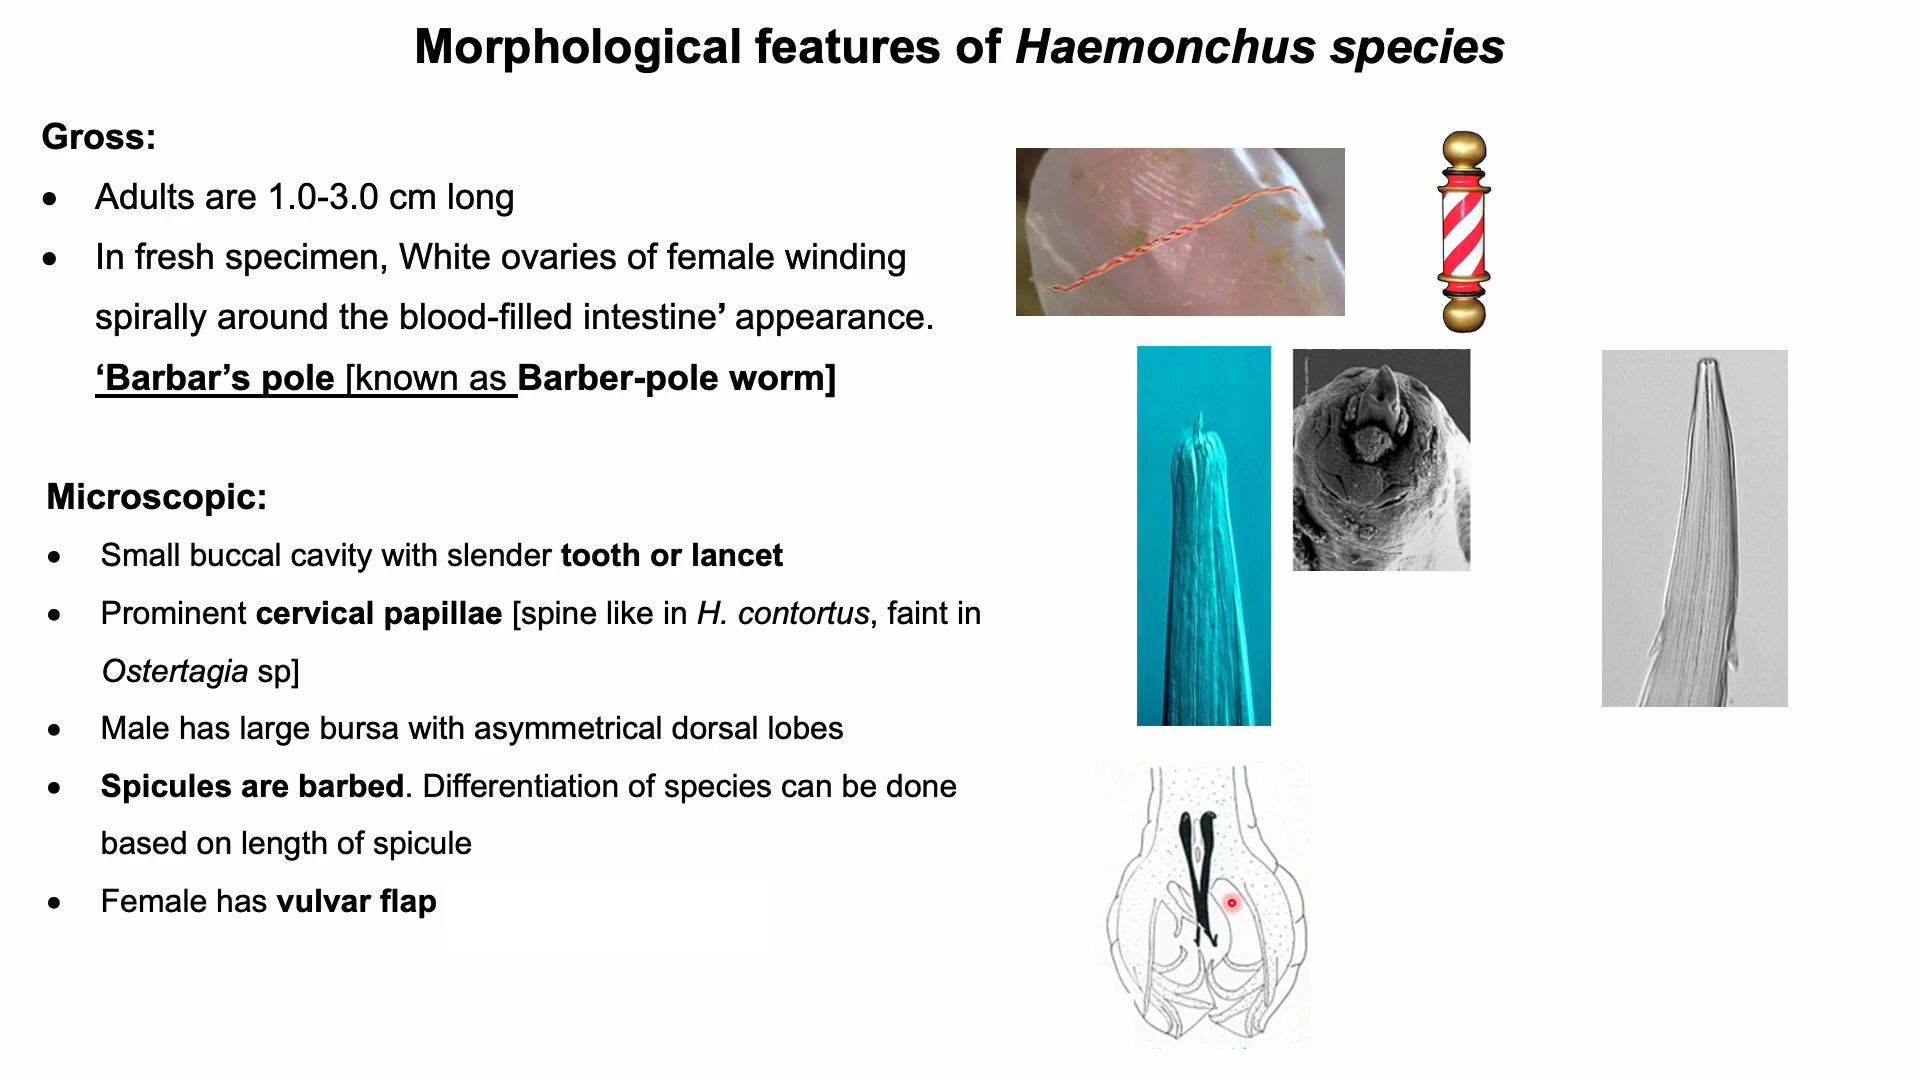 Morphological features of Haemonchus species
Gross:
• Adults are 1.0-3.0 cm long
• In fresh specimen, White ovaries of female winding
spirally around the blood-filled intestine’ appearance.
‘Barbar’s pole [known as Barber-pole worm]
Microscopic:
• Small buccal cavity with slender tooth or lancet
• Prominent cervical papillae [spine like in H. contortus, faint in
Ostertagia sp]
• Male has large bursa with asymmetrical dorsal lobes
• Spicules are barbed. Differentiation of species can be done
based on length of spicule
• Female has vulvar flap